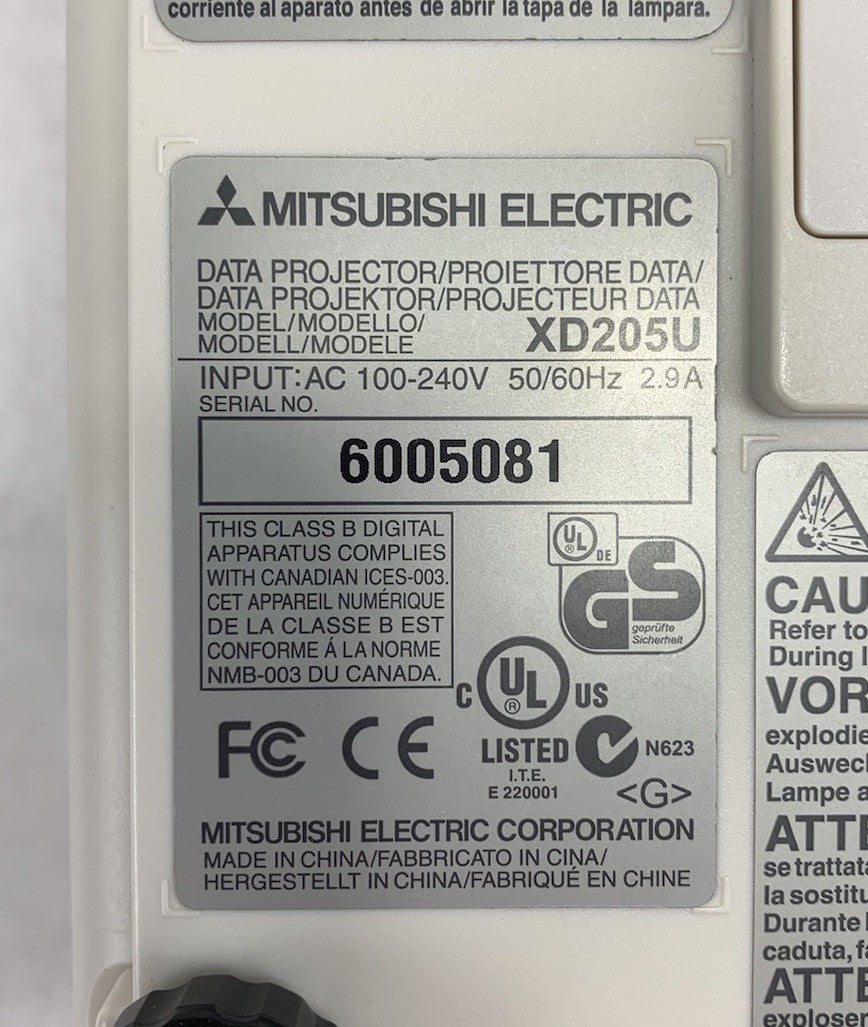 corriente al aparato antes de abrir la tapa de la lámpara.
MITSUBISHI ELECTRIC
DATA PROJECTOR/PROIETTORE DATA/
DATA PROJEKTOR/PROJECTEUR DATA
MODEL/MODELLO/
MODELL/MODELE XD205U
INPUT:AC 100-240V 50/60Hz 2.9A
SERIAL NO.
6005081
THIS CLASS B DIGITAL
APPARATUS COMPLIES
WITH CANADIAN ICES-003.
CET APPAREIL NUMÉRIQUE
DE LA CLASSE B EST
CONFORME Á LA NORME
NMB-003 DU CANADA.
UL ® DE
GS
geprüfte
Sicherheit
C UL ® US
LISTED
I.T.E.
E 220001
N623
<G>
FC CE
MITSUBISHI ELECTRIC CORPORATION
MADE IN CHINA/FABBRICATO IN CINA/
HERGESTELLT IN CHINA/FABRIQUÉ EN CHINE
CAU
Refer to
During l
VOR
explodie
Auswecl
Lampe a
ATTE
se trattata
la sostitu
Durante l
caduta, fa
ATTE
exploser